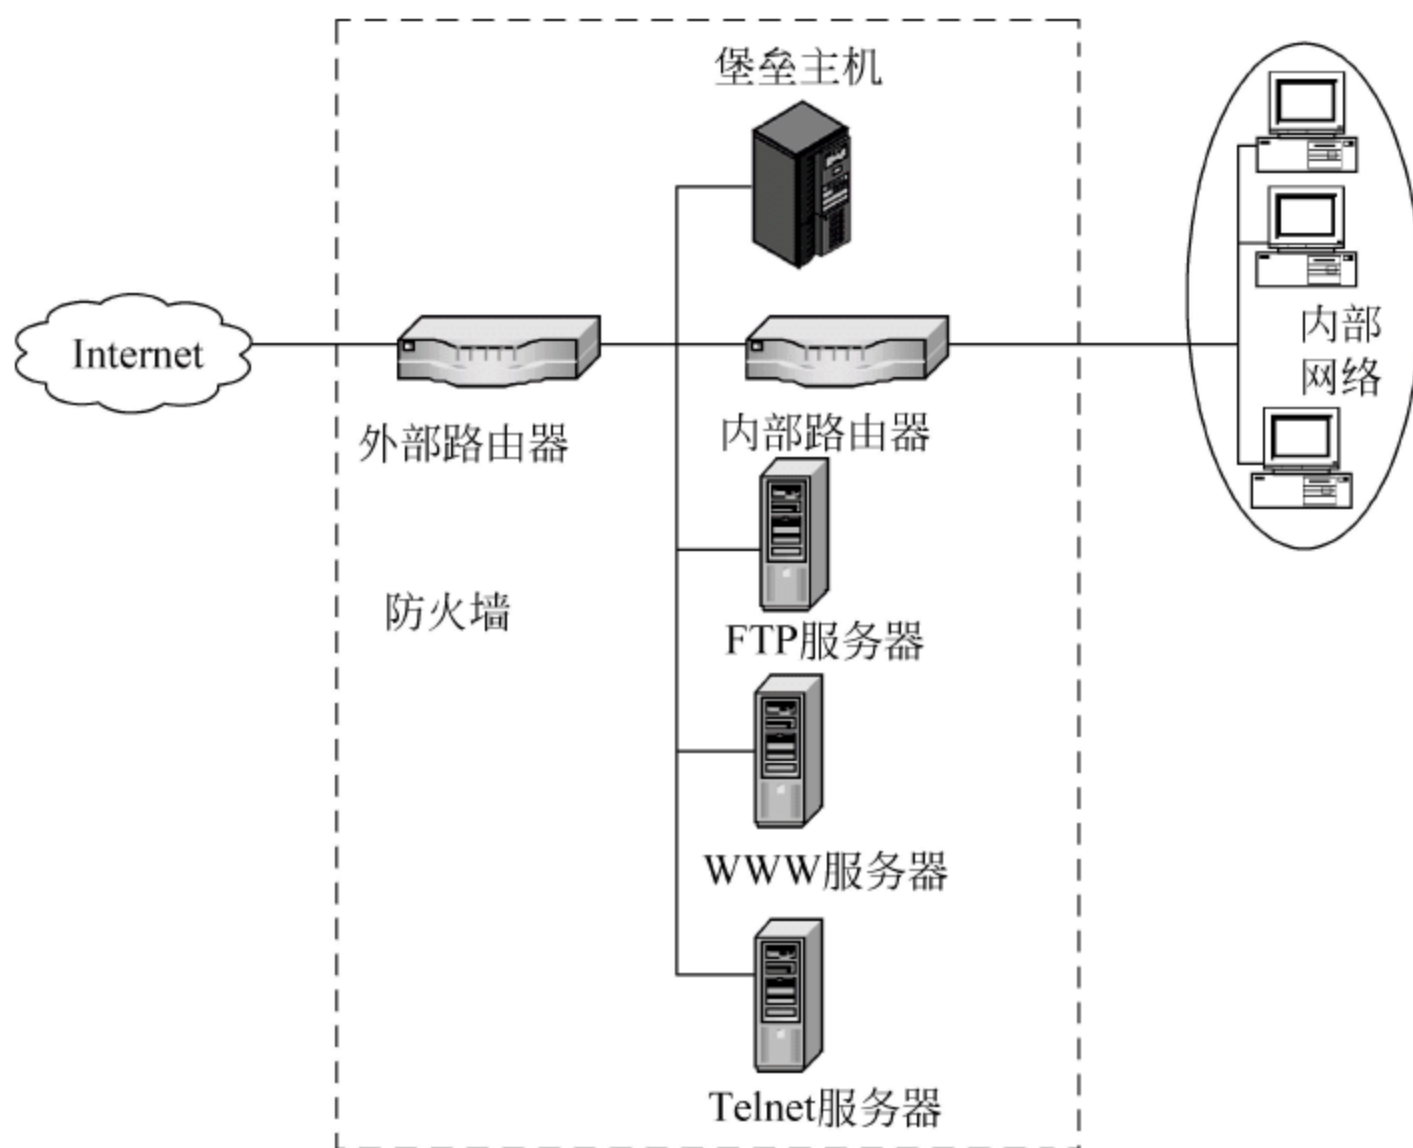 堡垒主机
Internet
外部路由器
内部路由器
内部
网络
防火墙
FTP服务器
WWW服务器
Telnet服务器